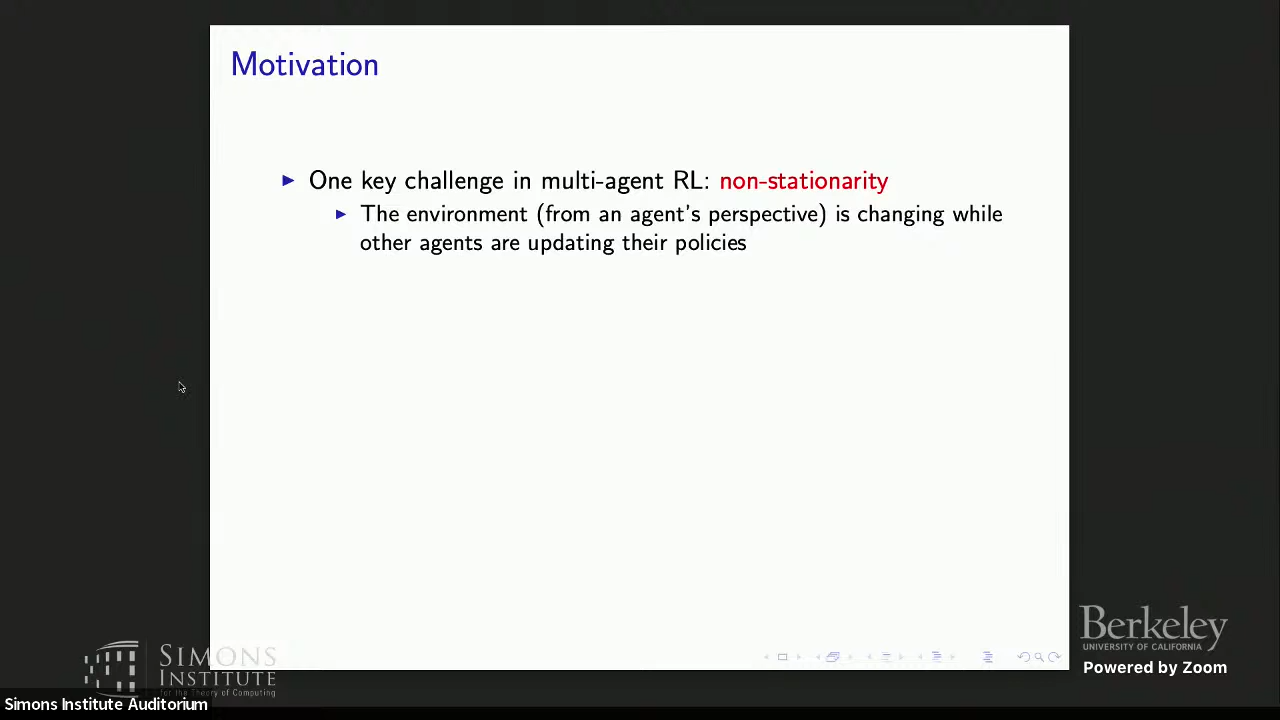 Motivation
One key challenge in multi-agent RL: non-stationarity
The environment (from an agent's perspective) is changing while
other agents are updating their policies
SIMONS
INSTITUTE
for the Theory of Computing
Simons Institute Auditorium
Berkeley
UNIVERSITY OF CALIFORNIA
Powered by Zoom